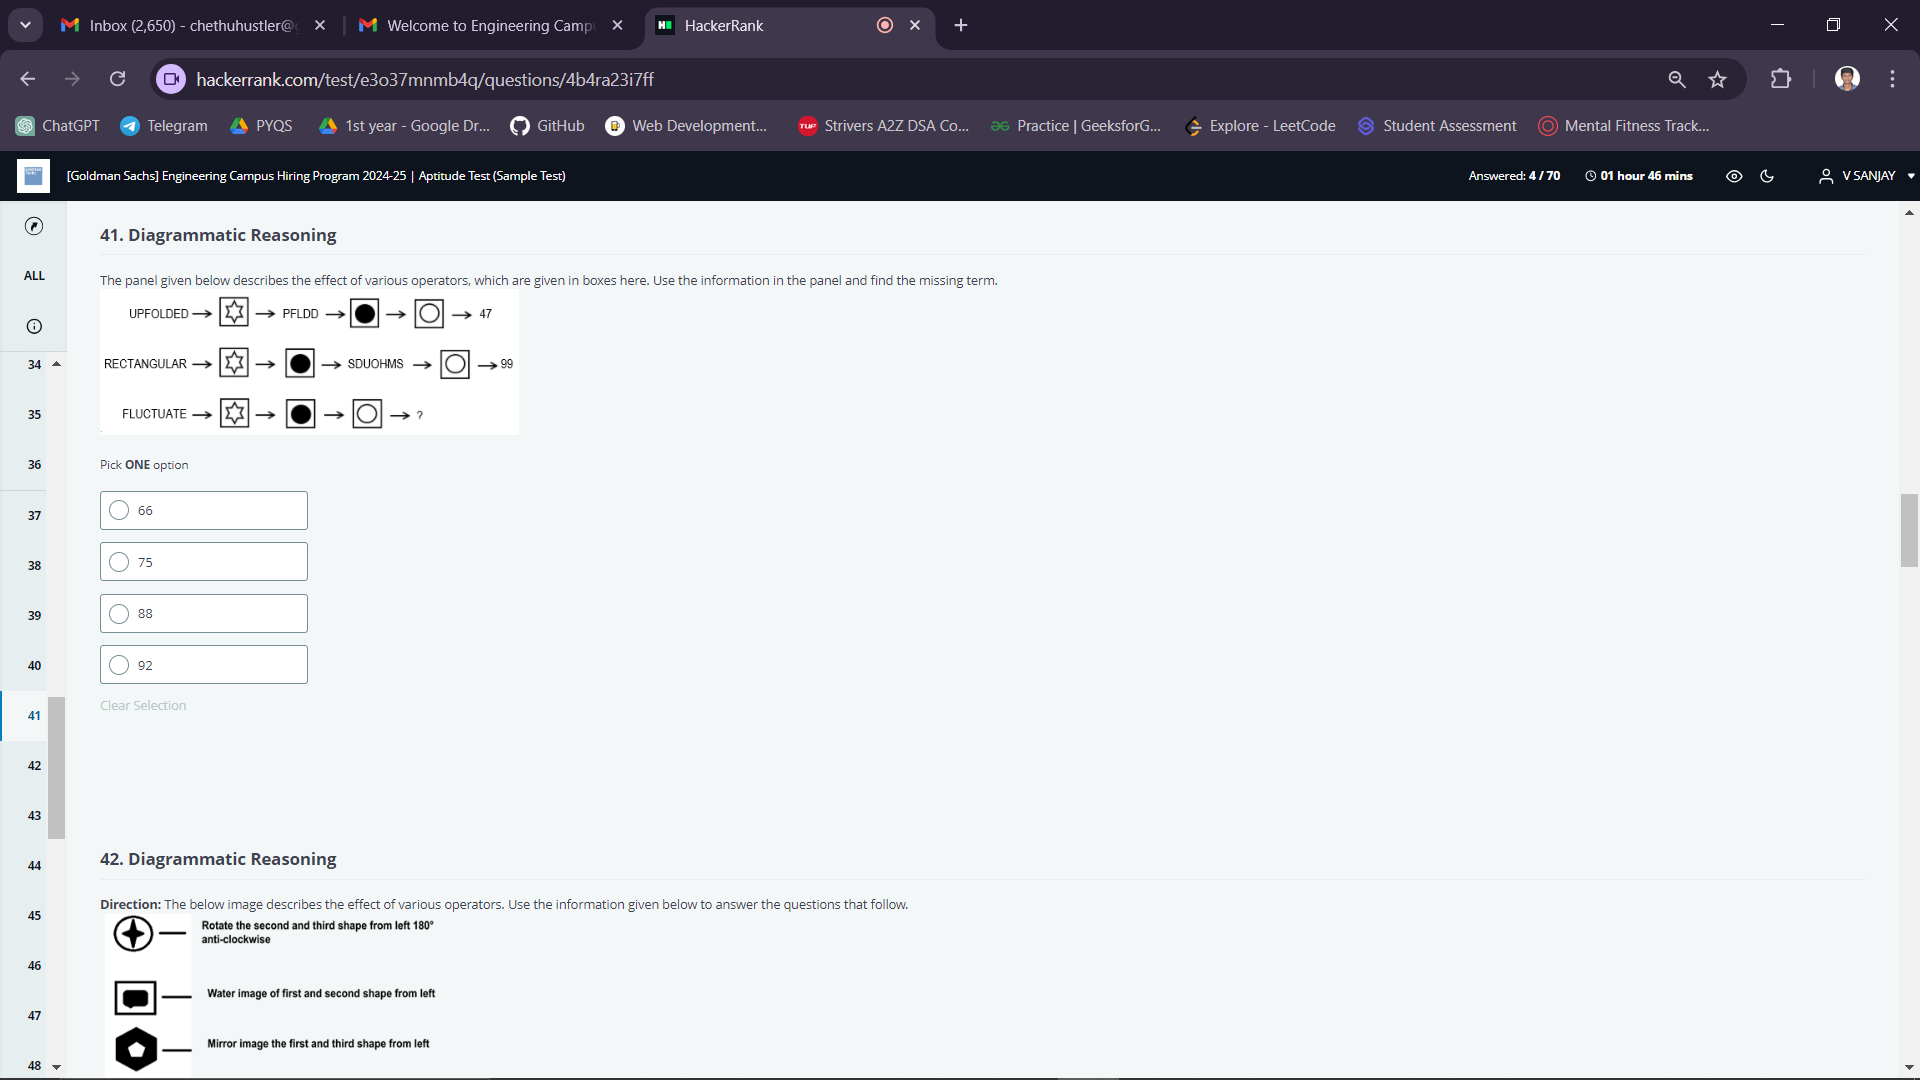 Inbox (2,650) - chethuhustler@g
Welcome to Engineering Camp
HackerRank
hackerrank.com/test/e3o37mnmb4q/questions/4b4ra23i7ff
ChatGPT
Telegram
PYQS
1st year - Google Dr...
GitHub
Web Development...
TUF
Strivers A2Z DSA Co...
Practice | GeeksforG...
Explore - LeetCode
Student Assessment
Mental Fitness Track...
[Goldman Sachs] Engineering Campus Hiring Program 2024-25 | Aptitude Test (Sample Test)
Answered: 4 / 70
01 hour 46 mins
V SANJAY
ALL
34
35
36
37
38
39
40
41
42
43
44
45
46
47
48
41. Diagrammatic Reasoning
The panel given below describes the effect of various operators, which are given in boxes here. Use the information in the panel and find the missing term.
UPFOLDED → → PFLDD → → → 47
RECTANGULAR → → → SDUOHMS → → 99
FLUCTUATE → → → → ?
Pick ONE option
66
75
88
92
Clear Selection
42. Diagrammatic Reasoning
Direction: The below image describes the effect of various operators. Use the information given below to answer the questions that follow.
Rotate the second and third shape from left 180°
anti-clockwise
Water image of first and second shape from left
Mirror image the first and third shape from left